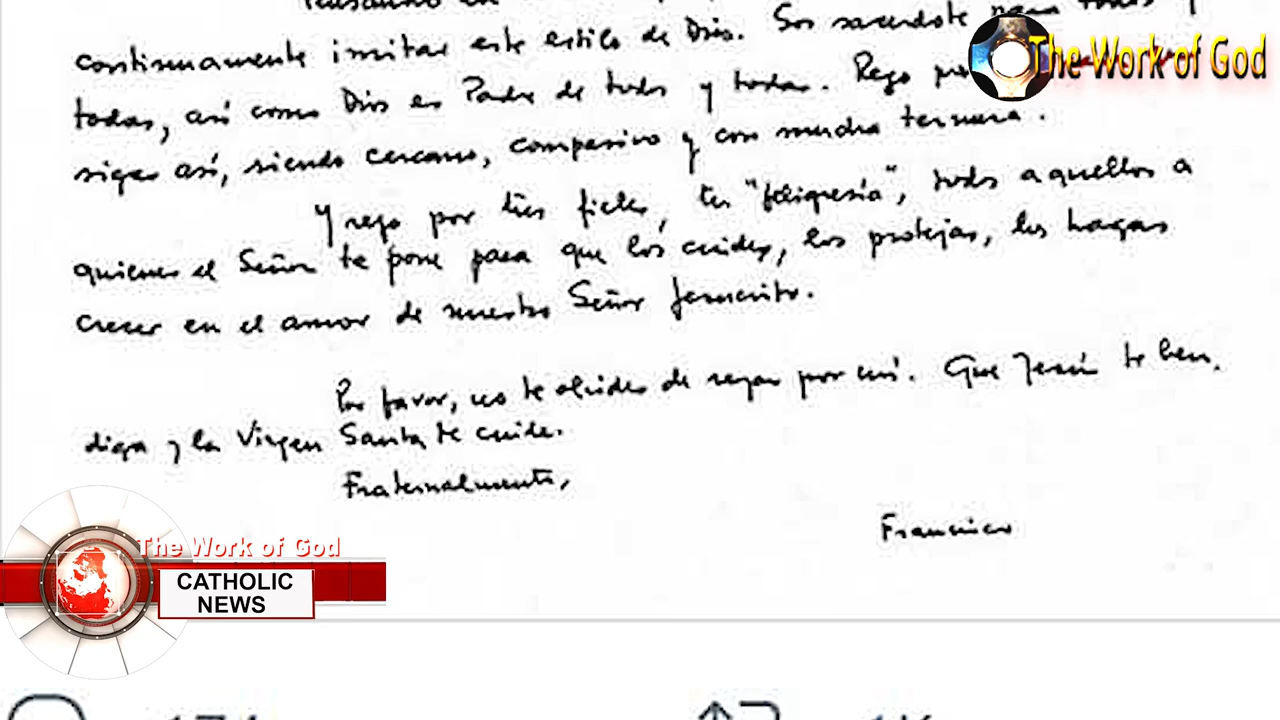 Pensando en
continuamente imitar este estilo de Dios. Sos sacerdote para todos y
todas, así como Dios es Padre de todos y todas. Rezo
sigas así, siendo cercano, compasivo y con mucha ternura.
Y rezo por tus fieles, tu "feligresía", todos aquellos a
quienes el Señor te pone para que los cuides, los protejas, los hagas
crecer en el amor de nuestro Señor Jesucristo.
Por favor, no te olvides de rezar por mí. Que Jesús te ben-
diga y la Virgen Santa te cuide.
Fraternalmente,
Francisco
The Work of God
The Work of God
CATHOLIC
NEWS